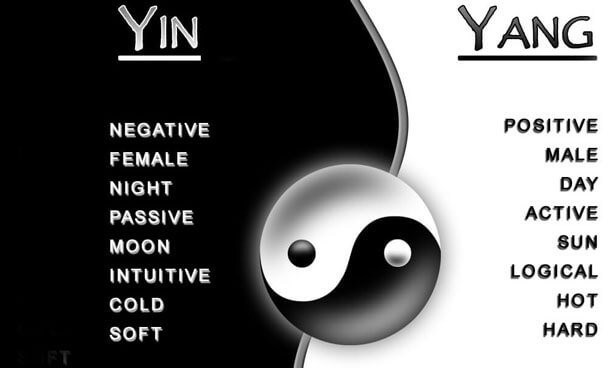 YIN
NEGATIVE
FEMALE
NIGHT
PASSIVE
MOON
INTUITIVE
COLD
SOFT
YANG
POSITIVE
MALE
DAY
ACTIVE
SUN
LOGICAL
HOT
HARD